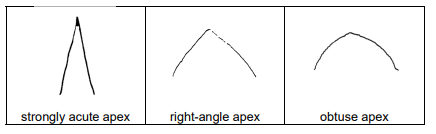 strongly acute apex
right-angle apex
obtuse apex